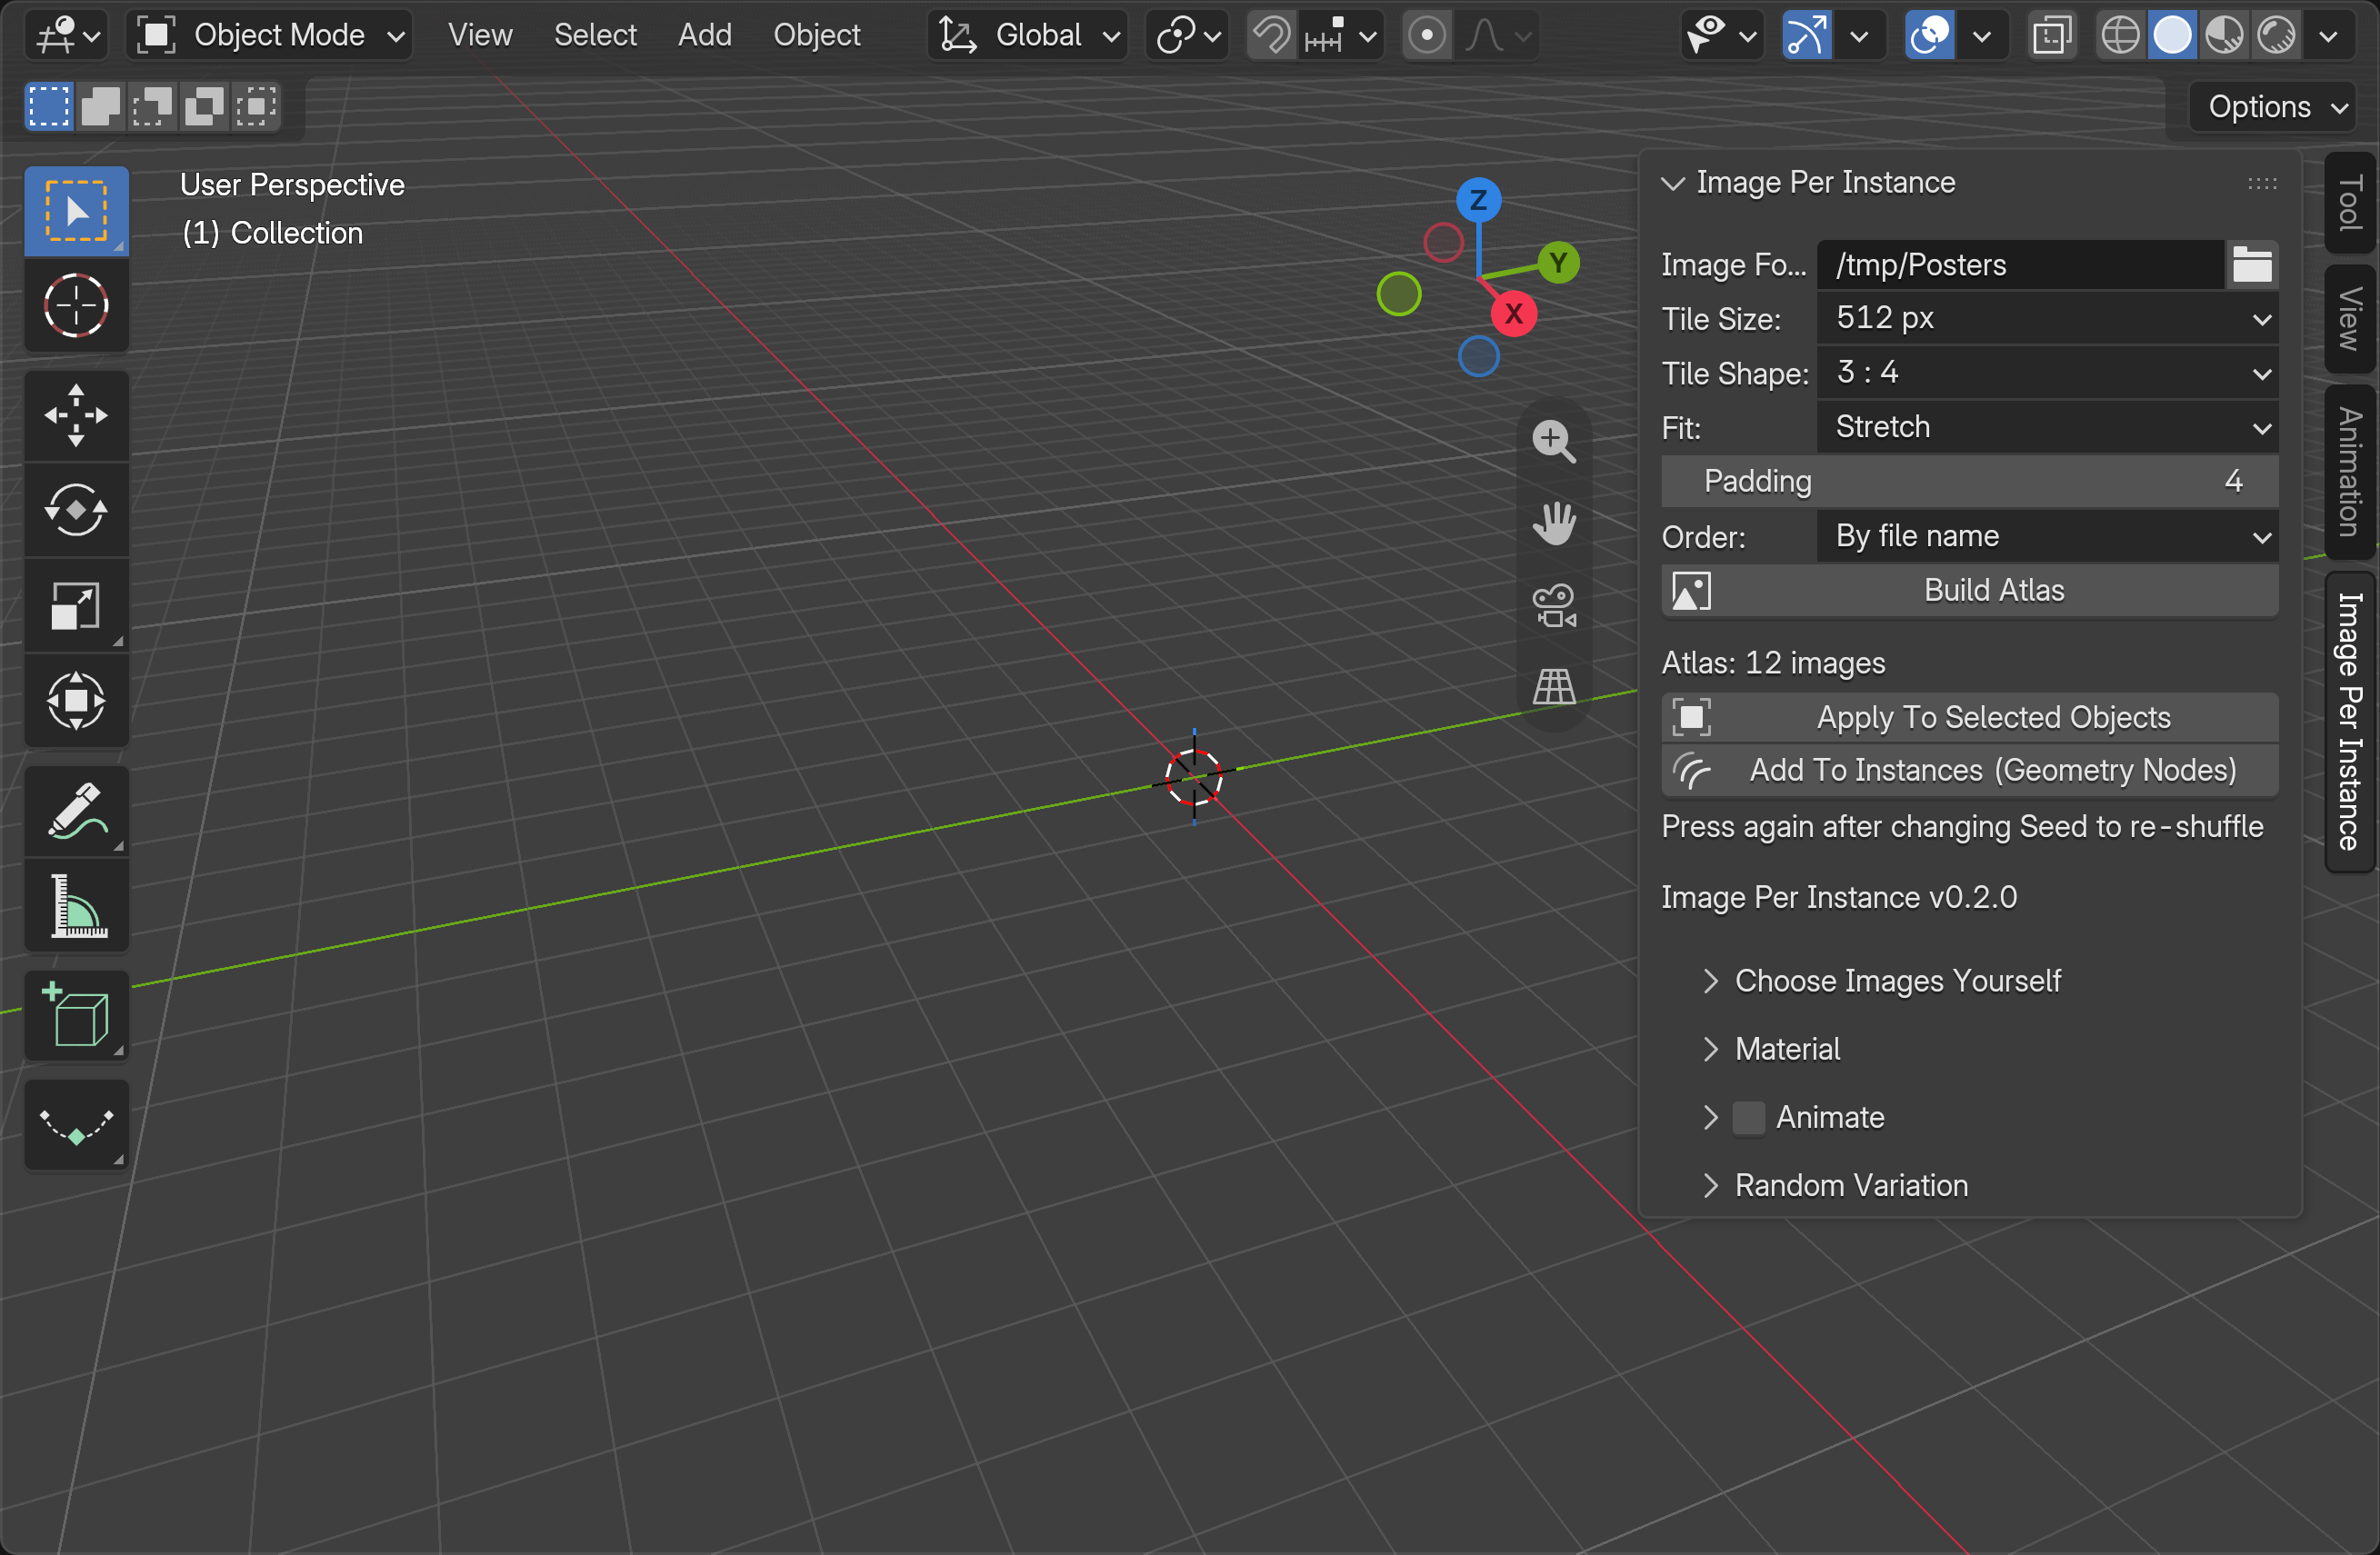 Object Mode View Select Add Object Global
Options
User Perspective
(1) Collection
Z
Y
X
Image Per Instance
Image Fo... /tmp/Posters
Tile Size: 512 px
Tile Shape: 3 : 4
Fit: Stretch
Padding 4
Order: By file name
Build Atlas
Atlas: 12 images
Apply To Selected Objects
Add To Instances (Geometry Nodes)
Press again after changing Seed to re-shuffle
Image Per Instance v0.2.0
Choose Images Yourself
Material
Animate
Random Variation
Tool
View
Animation
Image Per Instance